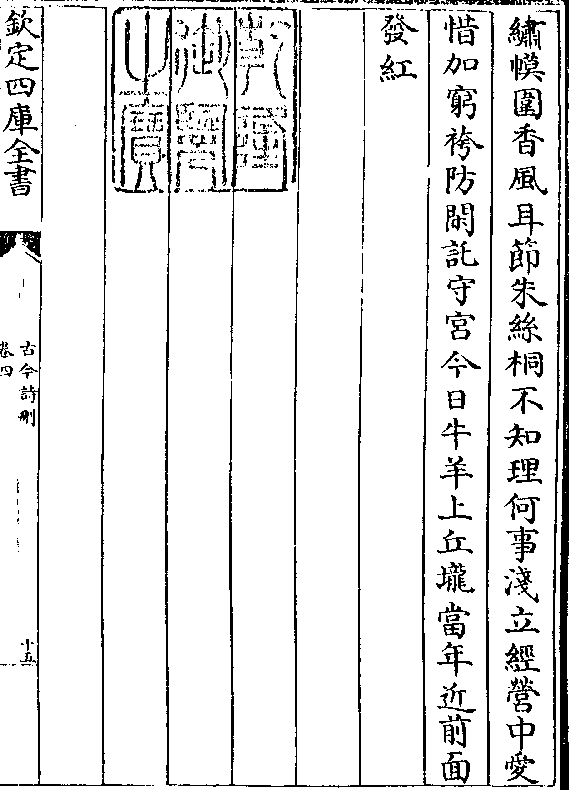 繡幙圍香風耳節朱絲桐不知理何事淺立經營中愛
惜加窮袴防閑託守宮今日牛羊上丘壠當年近前面
發紅
乾隆
御覽
之寶
欽定四庫全書
古今詩刪
卷四
十五